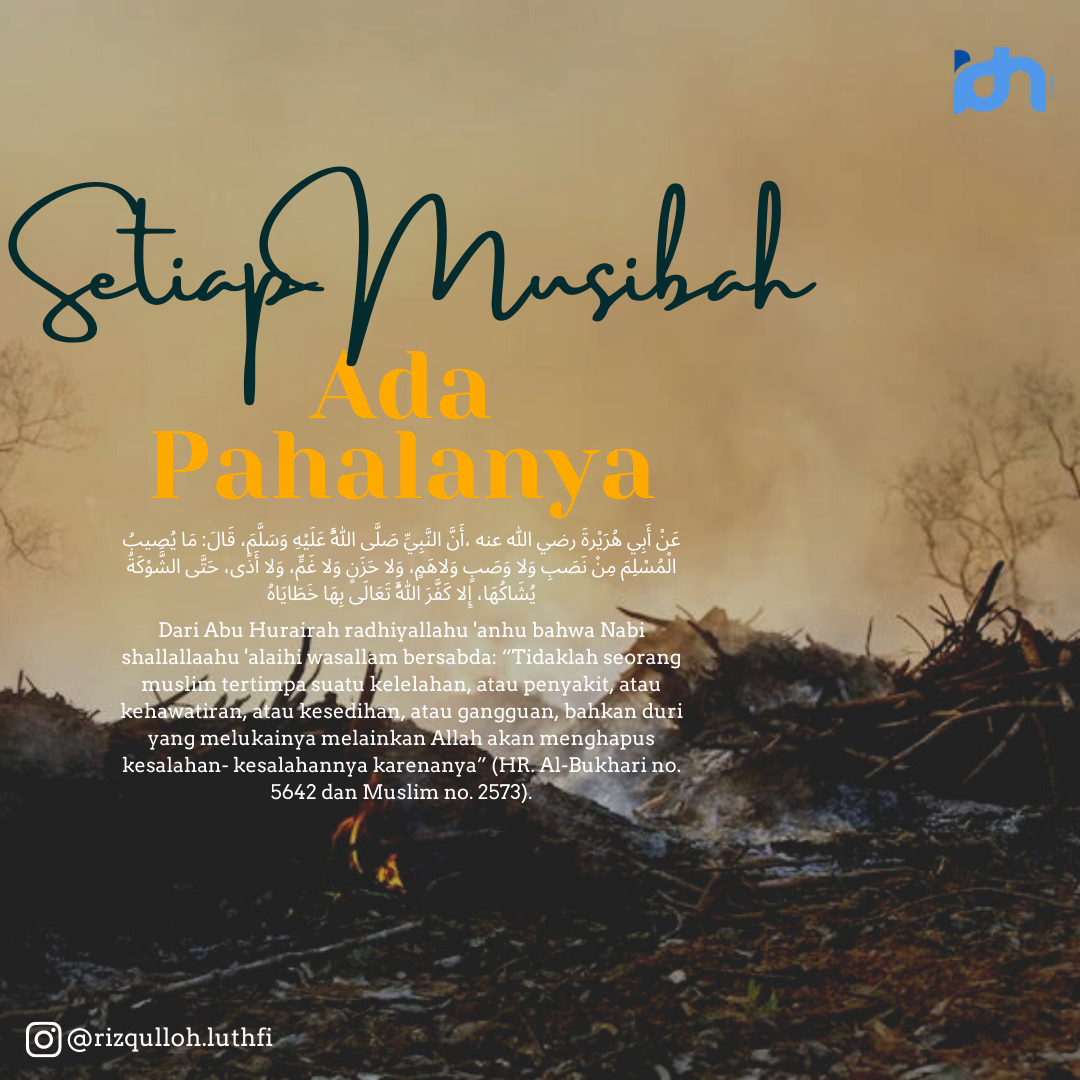 Setiap Musibah
Ada
Pahalanya
عَنْ أَبِي هُرَيْرةَ رضي الله عنه ،أَنَّ النَّبِيِّ صَلَّى اللهُ عَلَيْهِ وَسَلَّمَ، قَالَ: مَا يُصِيبُ
الْمُسْلِمَ مِنْ نَصَبٍ وَلا وَصَبٍ وَلاهَمٍ، وَلا حَزَنٍ وَلا غَمٍّ، وَلا أَذًى، حَتَّى الشَّوْكَةُ
يُشَاكُهَا، إِلا كَفَّرَ اللهُ تَعَالَى بِهَا خَطَايَاهُ
Dari Abu Hurairah radhiyallahu 'anhu bahwa Nabi
shallallaahu 'alaihi wasallam bersabda: “Tidaklah seorang
muslim tertimpa suatu kelelahan, atau penyakit, atau
kehawatiran, atau kesedihan, atau gangguan, bahkan duri
yang melukainya melainkan Allah akan menghapus
kesalahan- kesalahannya karenanya” (HR. Al-Bukhari no.
5642 dan Muslim no. 2573).
@rizqulloh.luthfi